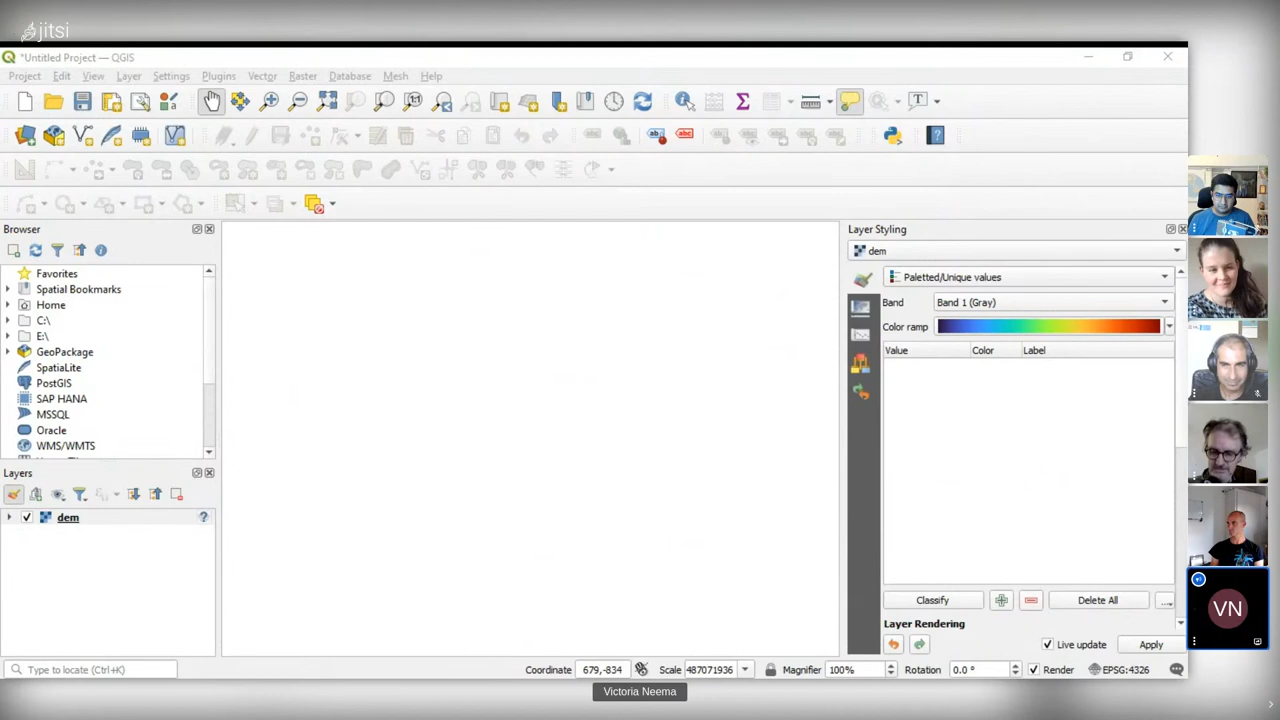 jitsi
*Untitled Project — QGIS
Project Edit View Layer Settings Plugins Vector Raster Database Mesh Help
Browser
Favorites
Spatial Bookmarks
Home
C:\
E:\
GeoPackage
SpatiaLite
PostGIS
SAP HANA
MSSQL
Oracle
WMS/WMTS
Layers
dem
Layer Styling
dem
Paletted/Unique values
Band Band 1 (Gray)
Color ramp
Value Color Label
Classify Delete All ...
Layer Rendering
Live update Apply
Type to locate (Ctrl+K) Coordinate 679,-834 Scale 487071936 Magnifier 100% Rotation 0.0 ° Render EPSG:4326
VN
Victoria Neema